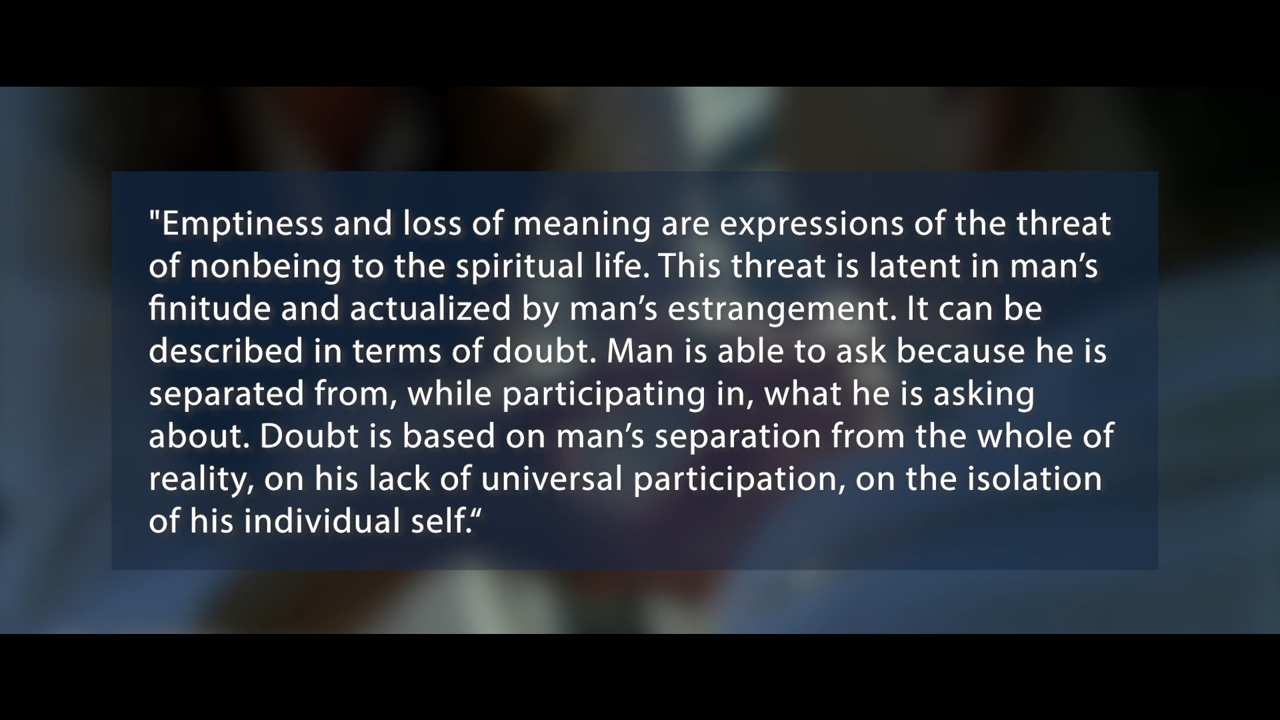 "Emptiness and loss of meaning are expressions of the threat
of nonbeing to the spiritual life. This threat is latent in man’s
finitude and actualized by man’s estrangement. It can be
described in terms of doubt. Man is able to ask because he is
separated from, while participating in, what he is asking
about. Doubt is based on man’s separation from the whole of
reality, on his lack of universal participation, on the isolation
of his individual self.“